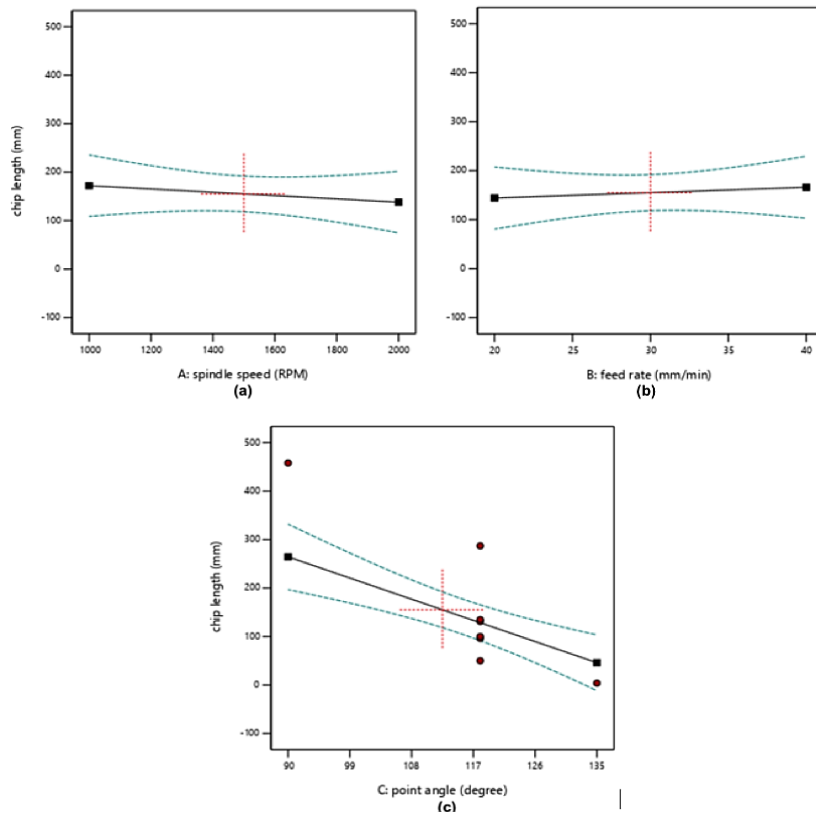 500
400
300
200
100
0
-100
chip length (mm)
1000 1200 1400 1600 1800 2000
A: spindle speed (RPM)
(a)
500
400
300
200
100
0
-100
20 25 30 35 40
B: feed rate (mm/min)
(b)
500
400
300
200
100
0
-100
chip length (mm)
90 99 108 117 126 135
C: point angle (degree)
(c)